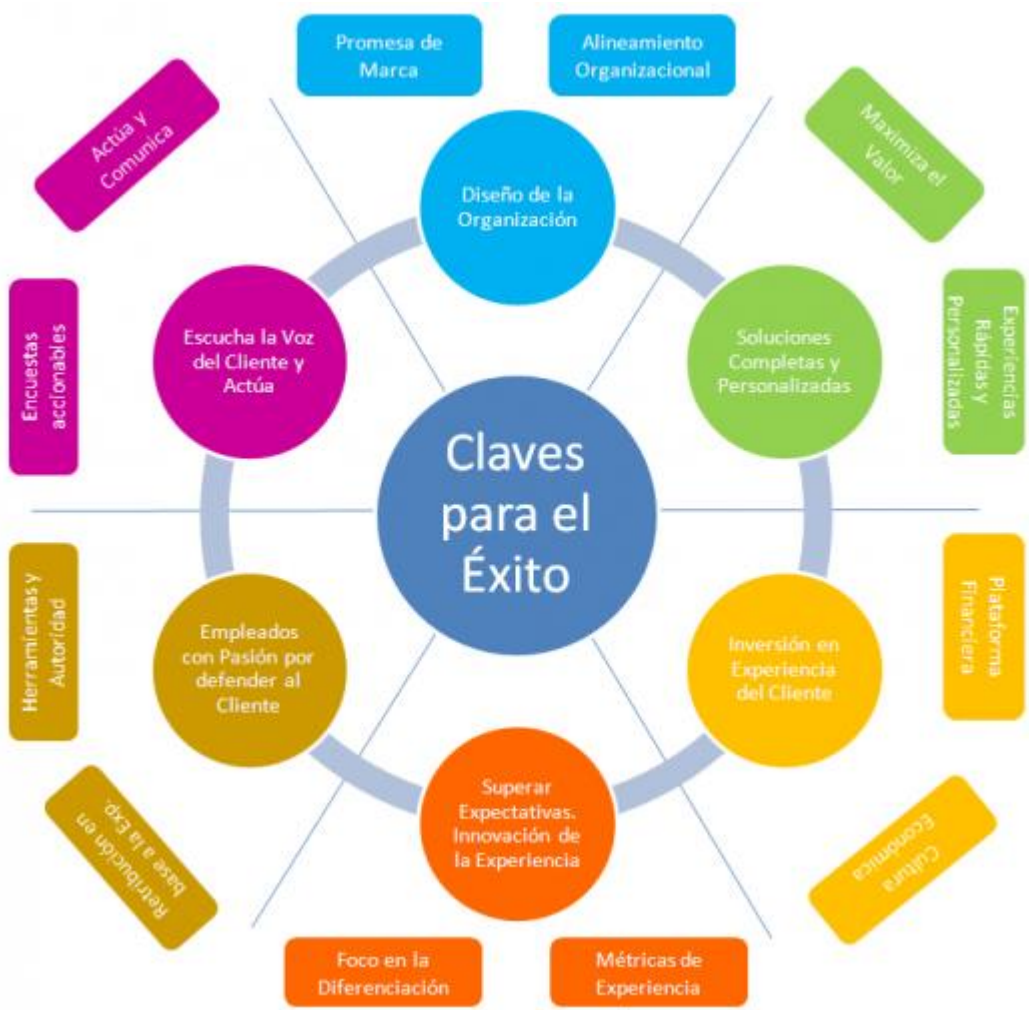 Promesa de
Marca
Alineamiento
Organizacional
Diseño de la
Organización
Maximiza el
Valor
Experiencias
Rápidas y
Personalizadas
Soluciones
Completas y
Personalizadas
Plataforma
Financiera
Cultura
Económica
Inversión en
Experiencia
del Cliente
Métricas de
Experiencia
Foco en la
Diferenciación
Superar
Expectativas.
Innovación de
la Experiencia
Retribución en
base a la Exp.
Herramientas y
Autoridad
Empleados
con Pasión por
defender al
Cliente
Encuestas
accionables
Actúa y
Comunica
Escucha la Voz
del Cliente y
Actúa
Claves
para el
Éxito